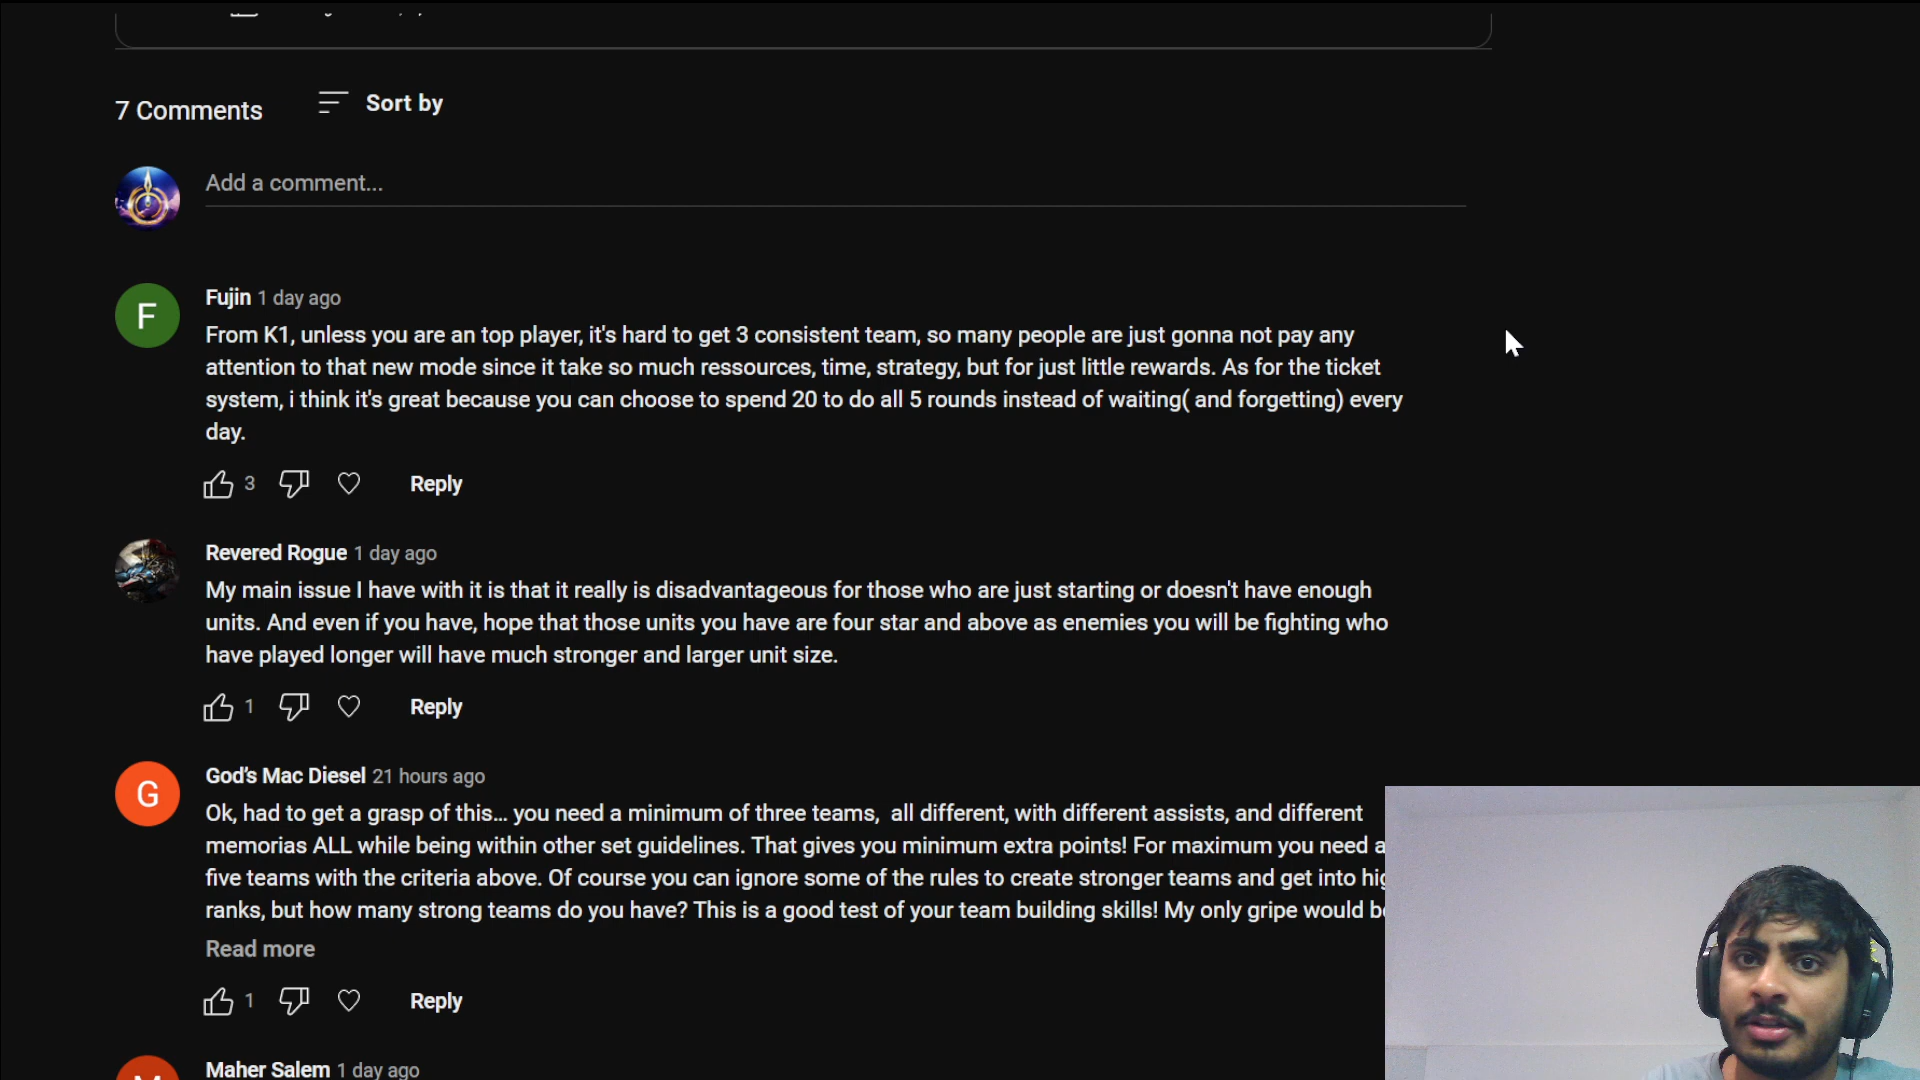 7 Comments
Sort by
Add a comment...
F
Fujin 1 day ago
From K1, unless you are an top player, it's hard to get 3 consistent team, so many people are just gonna not pay any
attention to that new mode since it take so much ressources, time, strategy, but for just little rewards. As for the ticket
system, i think it's great because you can choose to spend 20 to do all 5 rounds instead of waiting( and forgetting) every
day.
3
Reply
Revered Rogue 1 day ago
My main issue I have with it is that it really is disadvantageous for those who are just starting or doesn't have enough
units. And even if you have, hope that those units you have are four star and above as enemies you will be fighting who
have played longer will have much stronger and larger unit size.
1
Reply
G
God's Mac Diesel 21 hours ago
Ok, had to get a grasp of this... you need a minimum of three teams,  all different, with different assists, and different
memorias ALL while being within other set guidelines. That gives you minimum extra points! For maximum you need a
five teams with the criteria above. Of course you can ignore some of the rules to create stronger teams and get into
ranks, but how many strong teams do you have? This is a good test of your team building skills! My only gripe would
Read more
1
Reply
Maher Salem 1 day ago